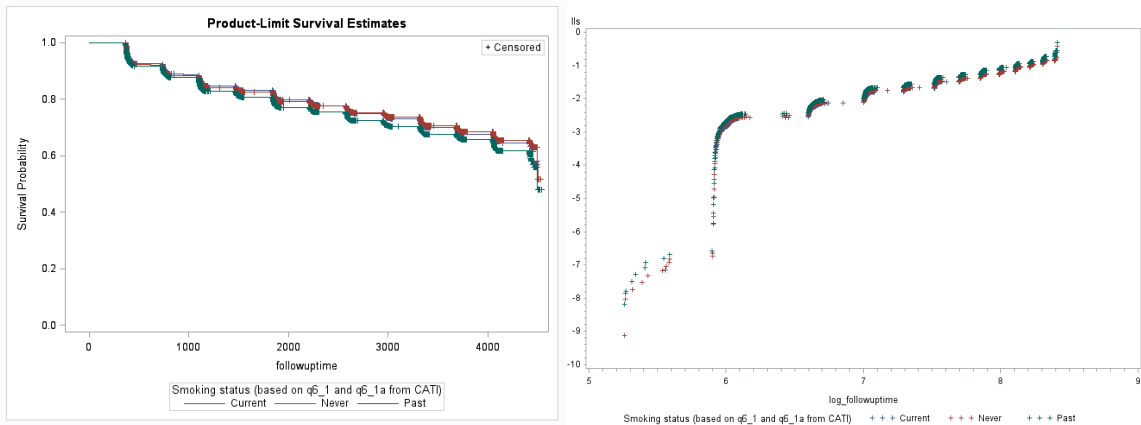 Product-Limit Survival Estimates
+ Censored
1.0
0.8
0.6
0.4
0.2
0.0
Survival Probability
0 1000 2000 3000 4000
followuptime
Smoking status (based on q6_1 and q6_1a from CATI)
Current Never Past
lls
0
-1
-2
-3
-4
-5
-6
-7
-8
-9
-10
5 6 7 8 9
log_followuptime
Smoking status (based on q6_1 and q6_1a from CATI) + + + Current + + + Never + + + Past